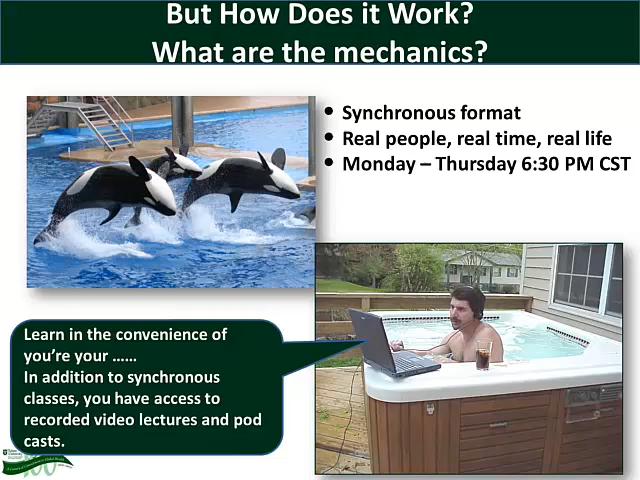 But How Does it Work?
What are the mechanics?
• Synchronous format
• Real people, real time, real life
• Monday – Thursday 6:30 PM CST
Learn in the convenience of
you're your ......
In addition to synchronous
classes, you have access to
recorded video lectures and pod
casts.